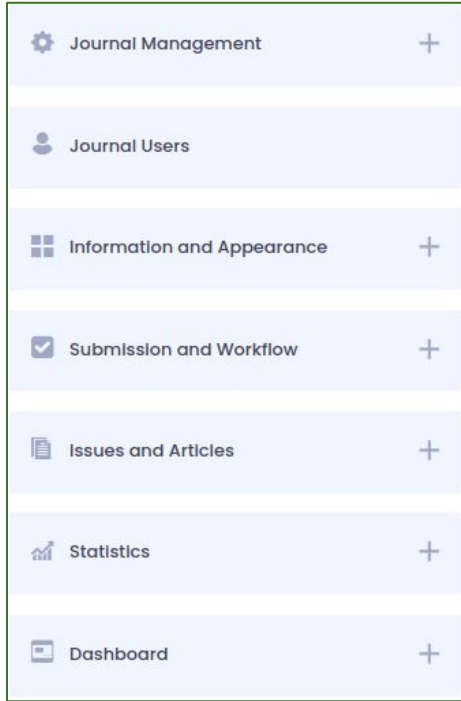 Journal Management
Journal Users
Information and Appearance
Submission and Workflow
Issues and Articles
Statistics
Dashboard